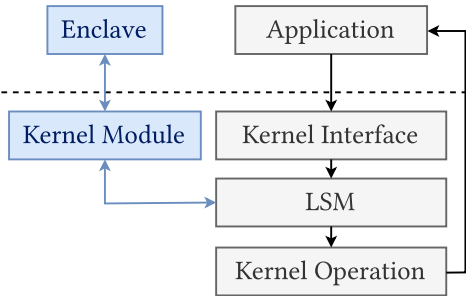 Enclave
Application
Kernel Module
Kernel Interface
LSM
Kernel Operation